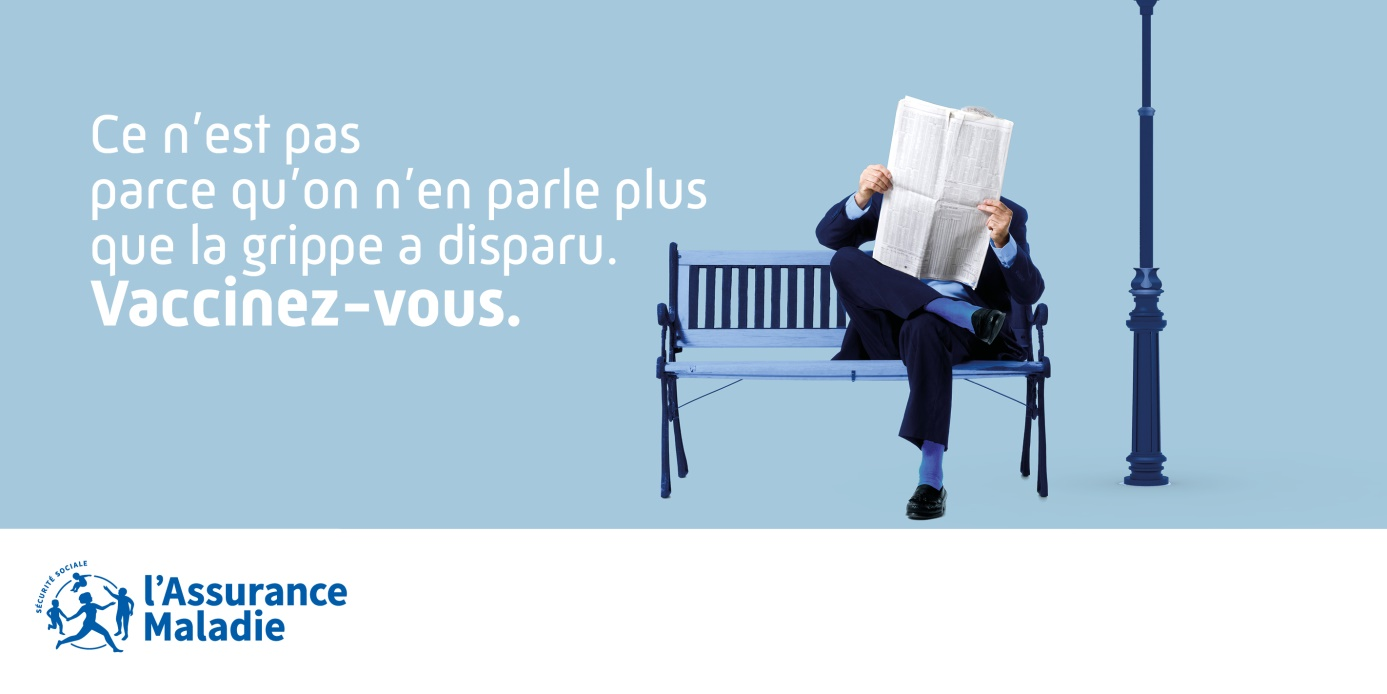 Ce n’est pas
parce qu’on n’en parle plus
que la grippe a disparu.
Vaccinez-vous.
SÉCURITÉ SOCIALE
l’Assurance
Maladie